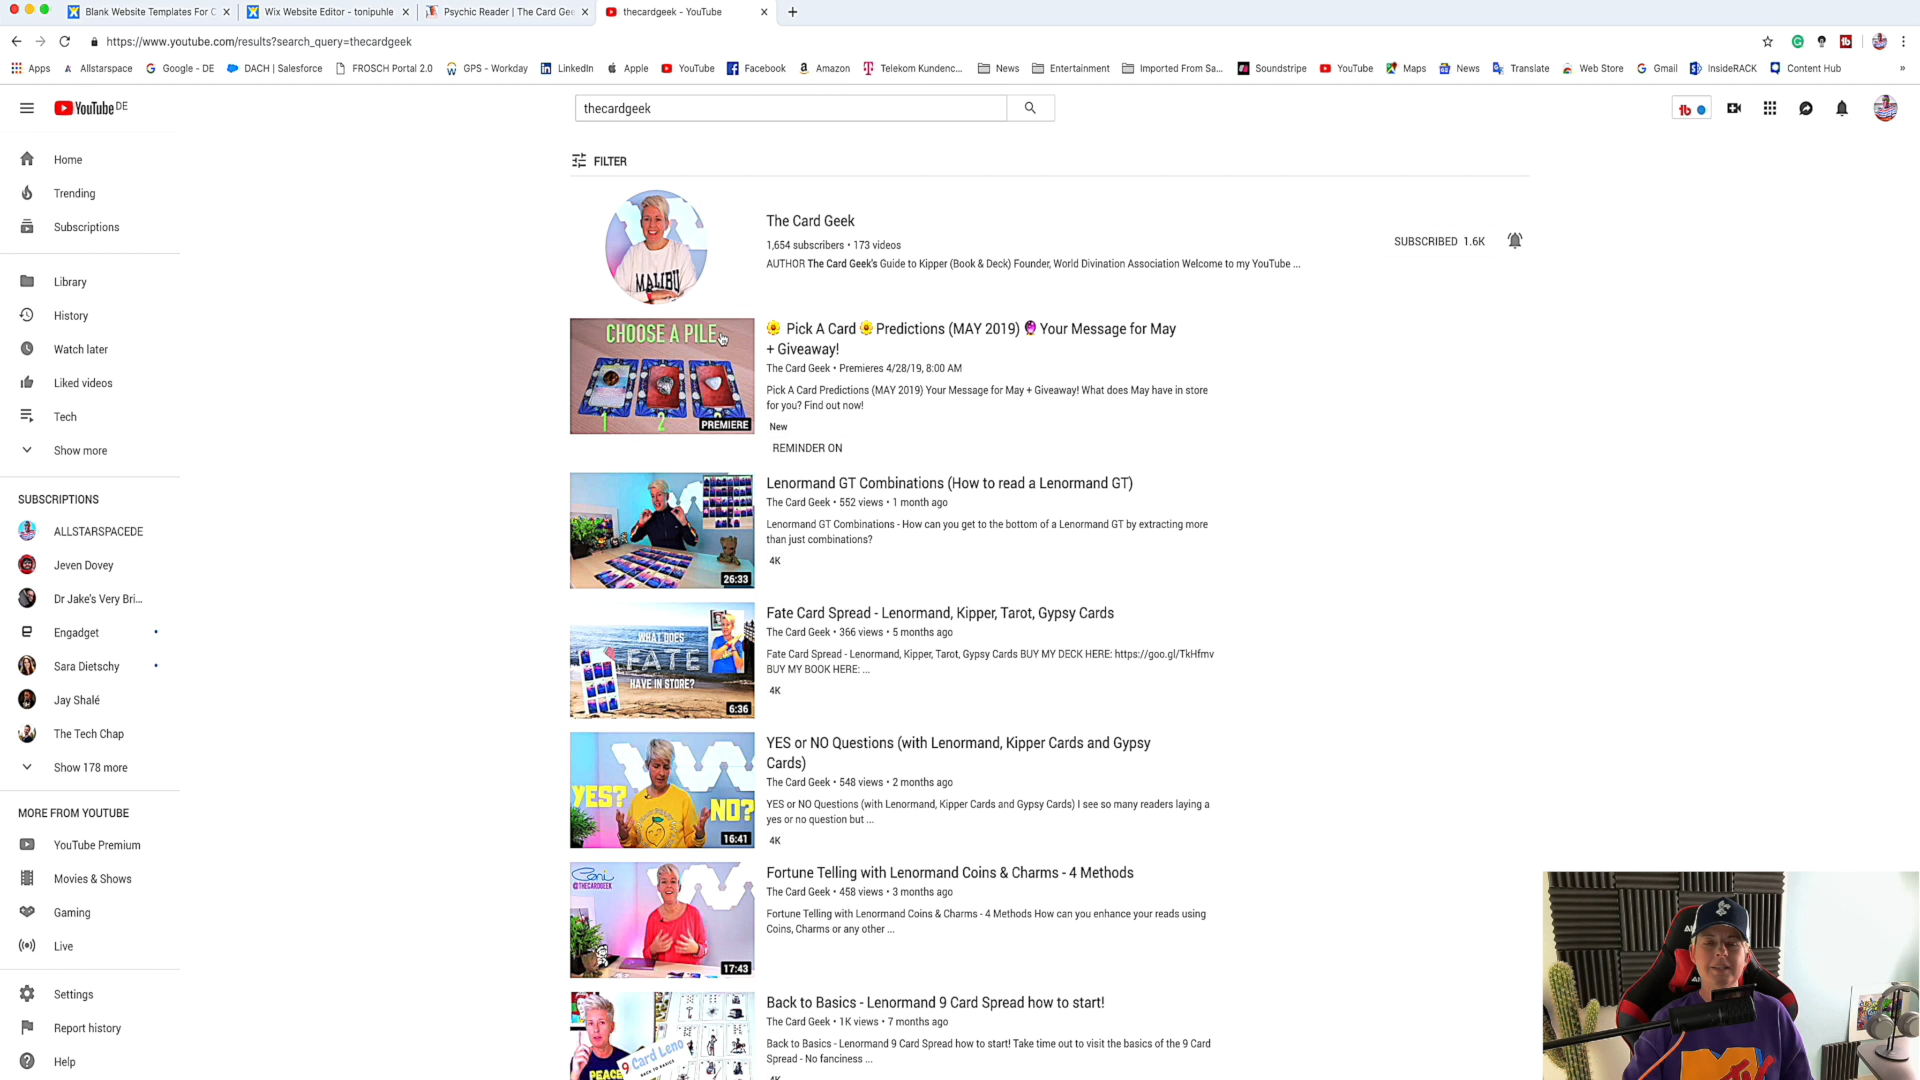 Blank Website Templates For C
Wix Website Editor - tonipuhle
Psychic Reader | The Card Gee
thecardgeek - YouTube
https://www.youtube.com/results?search_query=thecardgeek
Apps
Allstarspace
Google - DE
DACH | Salesforce
FROSCH Portal 2.0
GPS - Workday
LinkedIn
Apple
YouTube
Facebook
Amazon
Telekom Kundenc...
News
Entertainment
Imported From Sa...
Soundstripe
YouTube
Maps
News
Translate
Web Store
Gmail
InsideRACK
Content Hub
»
YouTube DE
thecardgeek
Home
Trending
Subscriptions
Library
History
Watch later
Liked videos
Tech
Show more
SUBSCRIPTIONS
ALLSTARSPACEDE
Jeven Dovey
Dr Jake's Very Bri...
Engadget
Sara Dietschy
Jay Shalé
The Tech Chap
Show 178 more
MORE FROM YOUTUBE
YouTube Premium
Movies & Shows
Gaming
Live
Settings
Report history
Help
FILTER
MALIBU
The Card Geek
1,654 subscribers • 173 videos
AUTHOR The Card Geek's Guide to Kipper (Book & Deck) Founder, World Divination Association Welcome to my YouTube ...
SUBSCRIBED 1.6K
CHOOSE A PILE
1 2
PREMIERE
Pick A Card Predictions (MAY 2019) Your Message for May
+ Giveaway!
The Card Geek • Premieres 4/28/19, 8:00 AM
Pick A Card Predictions (MAY 2019) Your Message for May + Giveaway! What does May have in store
for you? Find out now!
New
REMINDER ON
26:33
Lenormand GT Combinations (How to read a Lenormand GT)
The Card Geek • 552 views • 1 month ago
Lenormand GT Combinations - How can you get to the bottom of a Lenormand GT by extracting more
than just combinations?
4K
WHAT DOES
FATE
HAVE IN STORE?
6:36
Fate Card Spread - Lenormand, Kipper, Tarot, Gypsy Cards
The Card Geek • 366 views • 5 months ago
Fate Card Spread - Lenormand, Kipper, Tarot, Gypsy Cards BUY MY DECK HERE: https://goo.gl/TkHfmv
BUY MY BOOK HERE: ...
4K
YES? NO?
16:41
YES or NO Questions (with Lenormand, Kipper Cards and Gypsy
Cards)
The Card Geek • 548 views • 2 months ago
YES or NO Questions (with Lenormand, Kipper Cards and Gypsy Cards) I see so many readers laying a
yes or no question but ...
4K
@THECARDGEEK
17:43
Fortune Telling with Lenormand Coins & Charms - 4 Methods
The Card Geek • 458 views • 3 months ago
Fortune Telling with Lenormand Coins & Charms - 4 Methods How can you enhance your reads using
Coins, Charms or any other ...
9 Card Leno
BACK TO BASICS
PEACE
Back to Basics - Lenormand 9 Card Spread how to start!
The Card Geek • 1K views • 7 months ago
Back to Basics - Lenormand 9 Card Spread how to start! Take time out to visit the basics of the 9 Card
Spread - No fanciness ...
4K